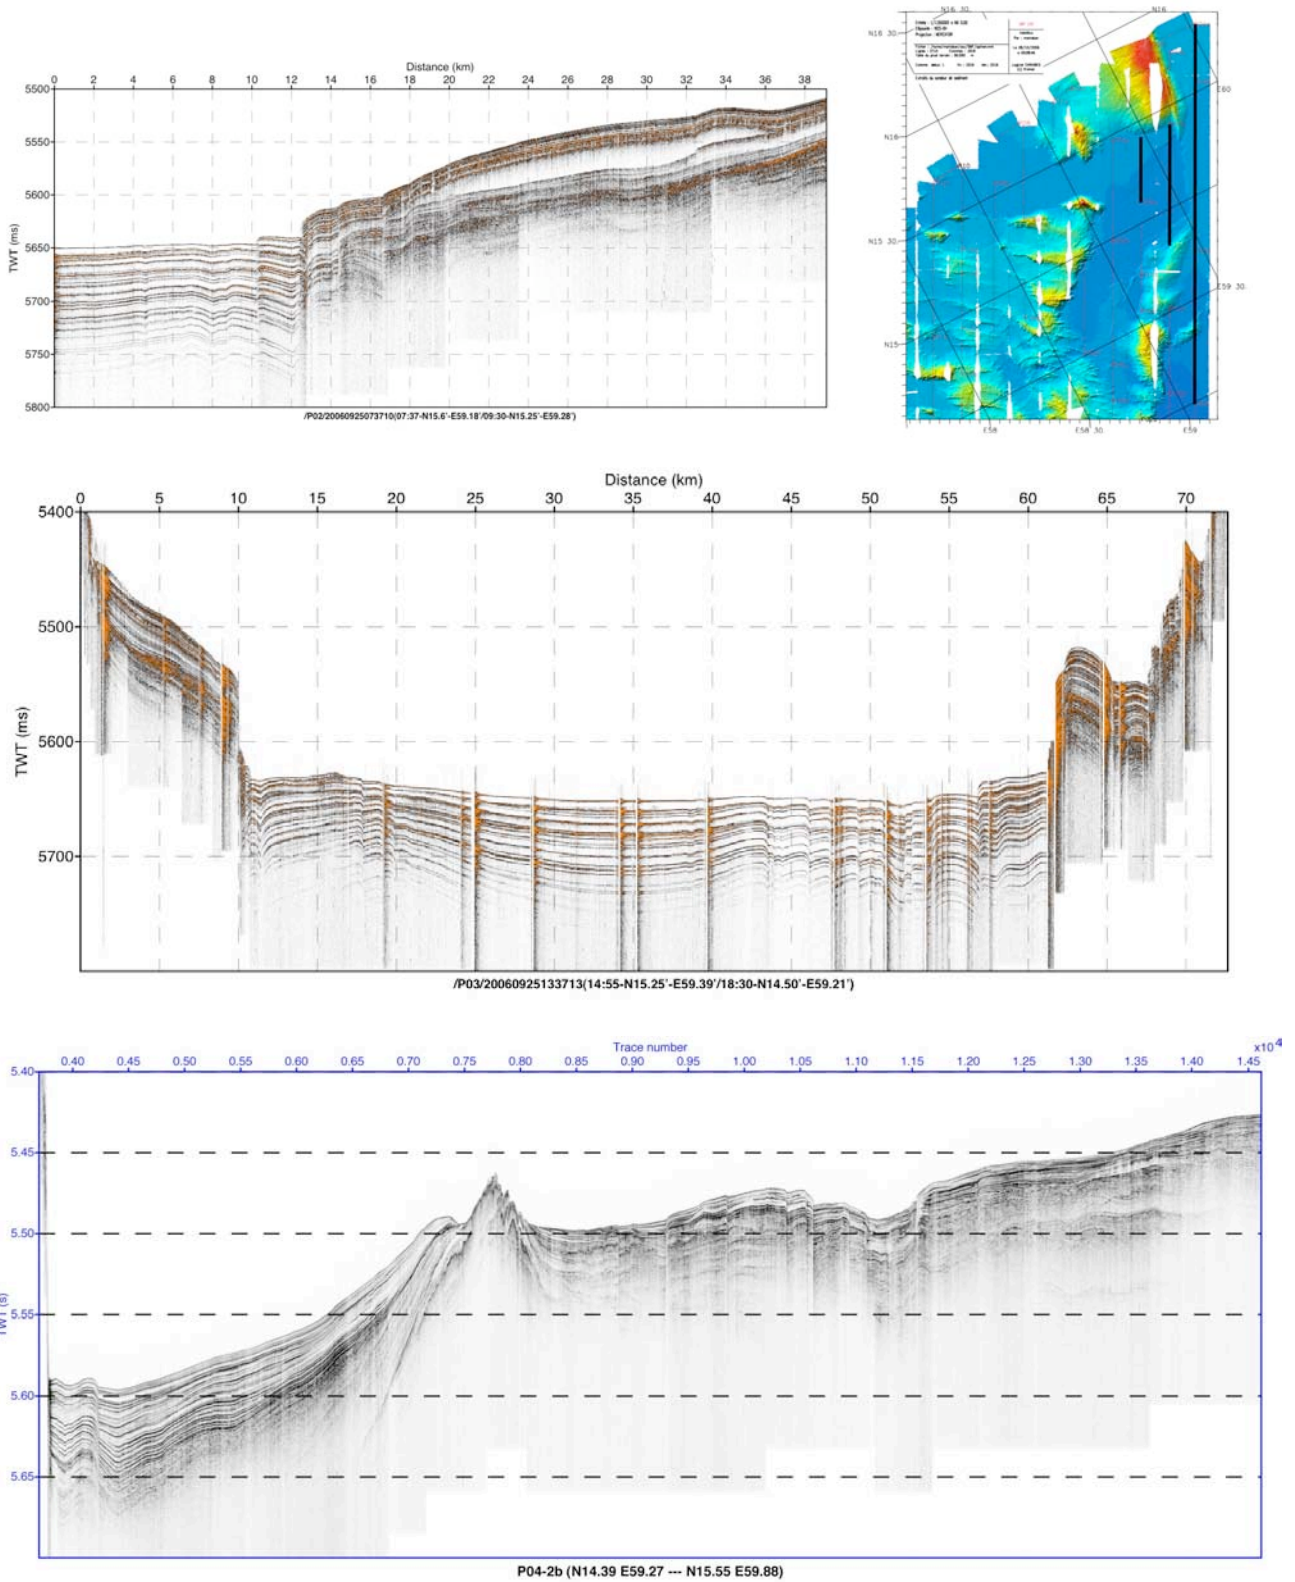 Distance (km)
0 2 4 6 8 10 12 14 16 18 20 22 24 26 28 30 32 34 36 38
5500
5550
5600
5650
5700
5750
5800
TWT (ms)
/P02/20060925073710(07:37-N15.6'-E59.18'/09:30-N15.25'-E59.28')
N16 30
N16
N16 30
N16
N15 30
N15
E60
E59 30
E58
E58 30
E59
Distance (km)
0 5 10 15 20 25 30 35 40 45 50 55 60 65 70
5400
5500
5600
5700
TWT (ms)
/P03/20060925133713(14:55-N15.25'-E59.39'/18:30-N14.50'-E59.21')
Trace number
x10^4
0.40 0.45 0.50 0.55 0.60 0.65 0.70 0.75 0.80 0.85 0.90 0.95 1.00 1.05 1.10 1.15 1.20 1.25 1.30 1.35 1.40 1.45
5.40
5.45
5.50
5.55
5.60
5.65
TWT (s)
P04-2b (N14.39 E59.27 --- N15.55 E59.88)